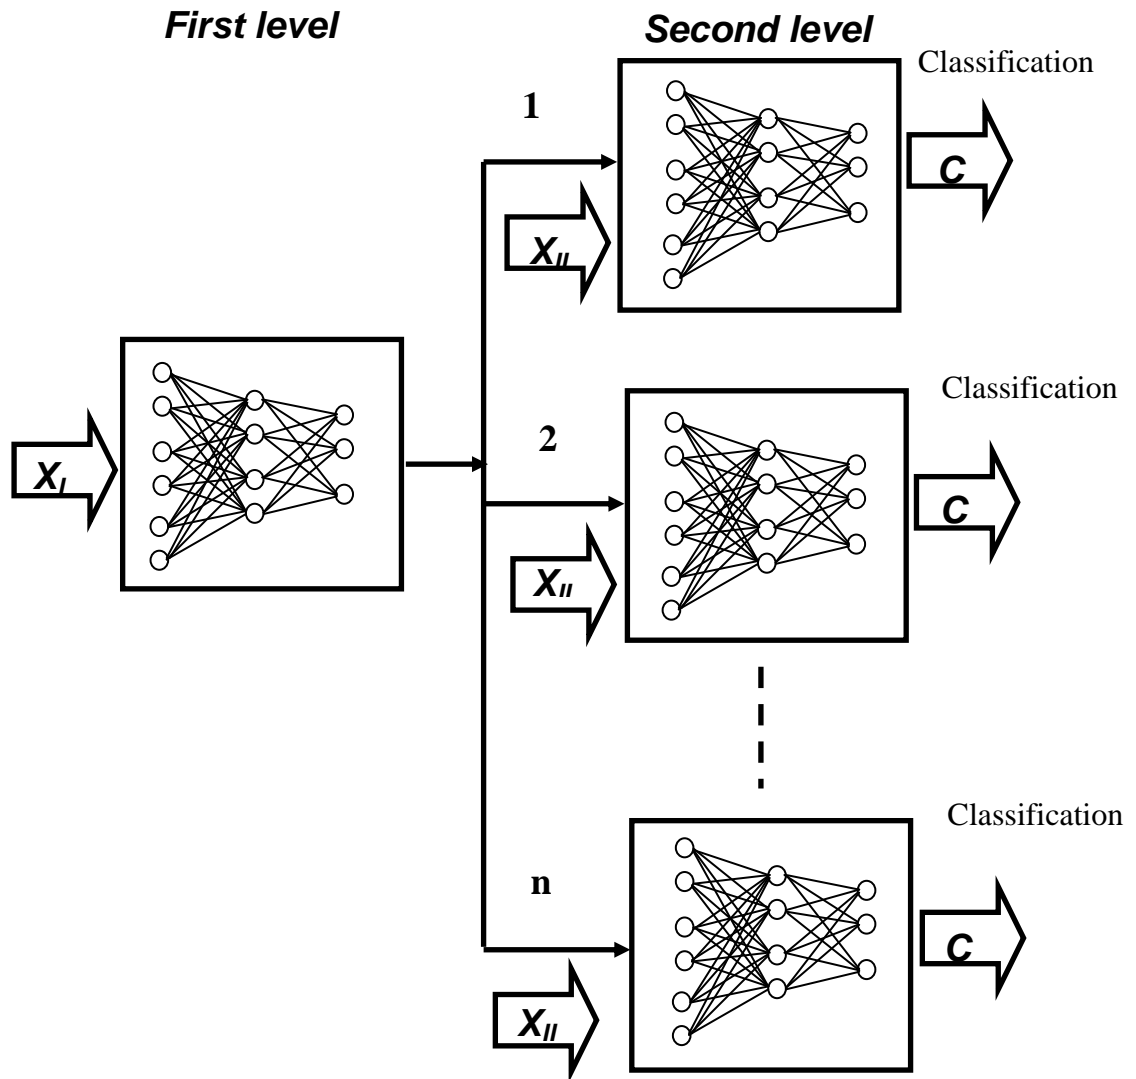 First level
Second level
Classification
1
C
X_II
Classification
2
X_I
C
X_II
Classification
n
C
X_II